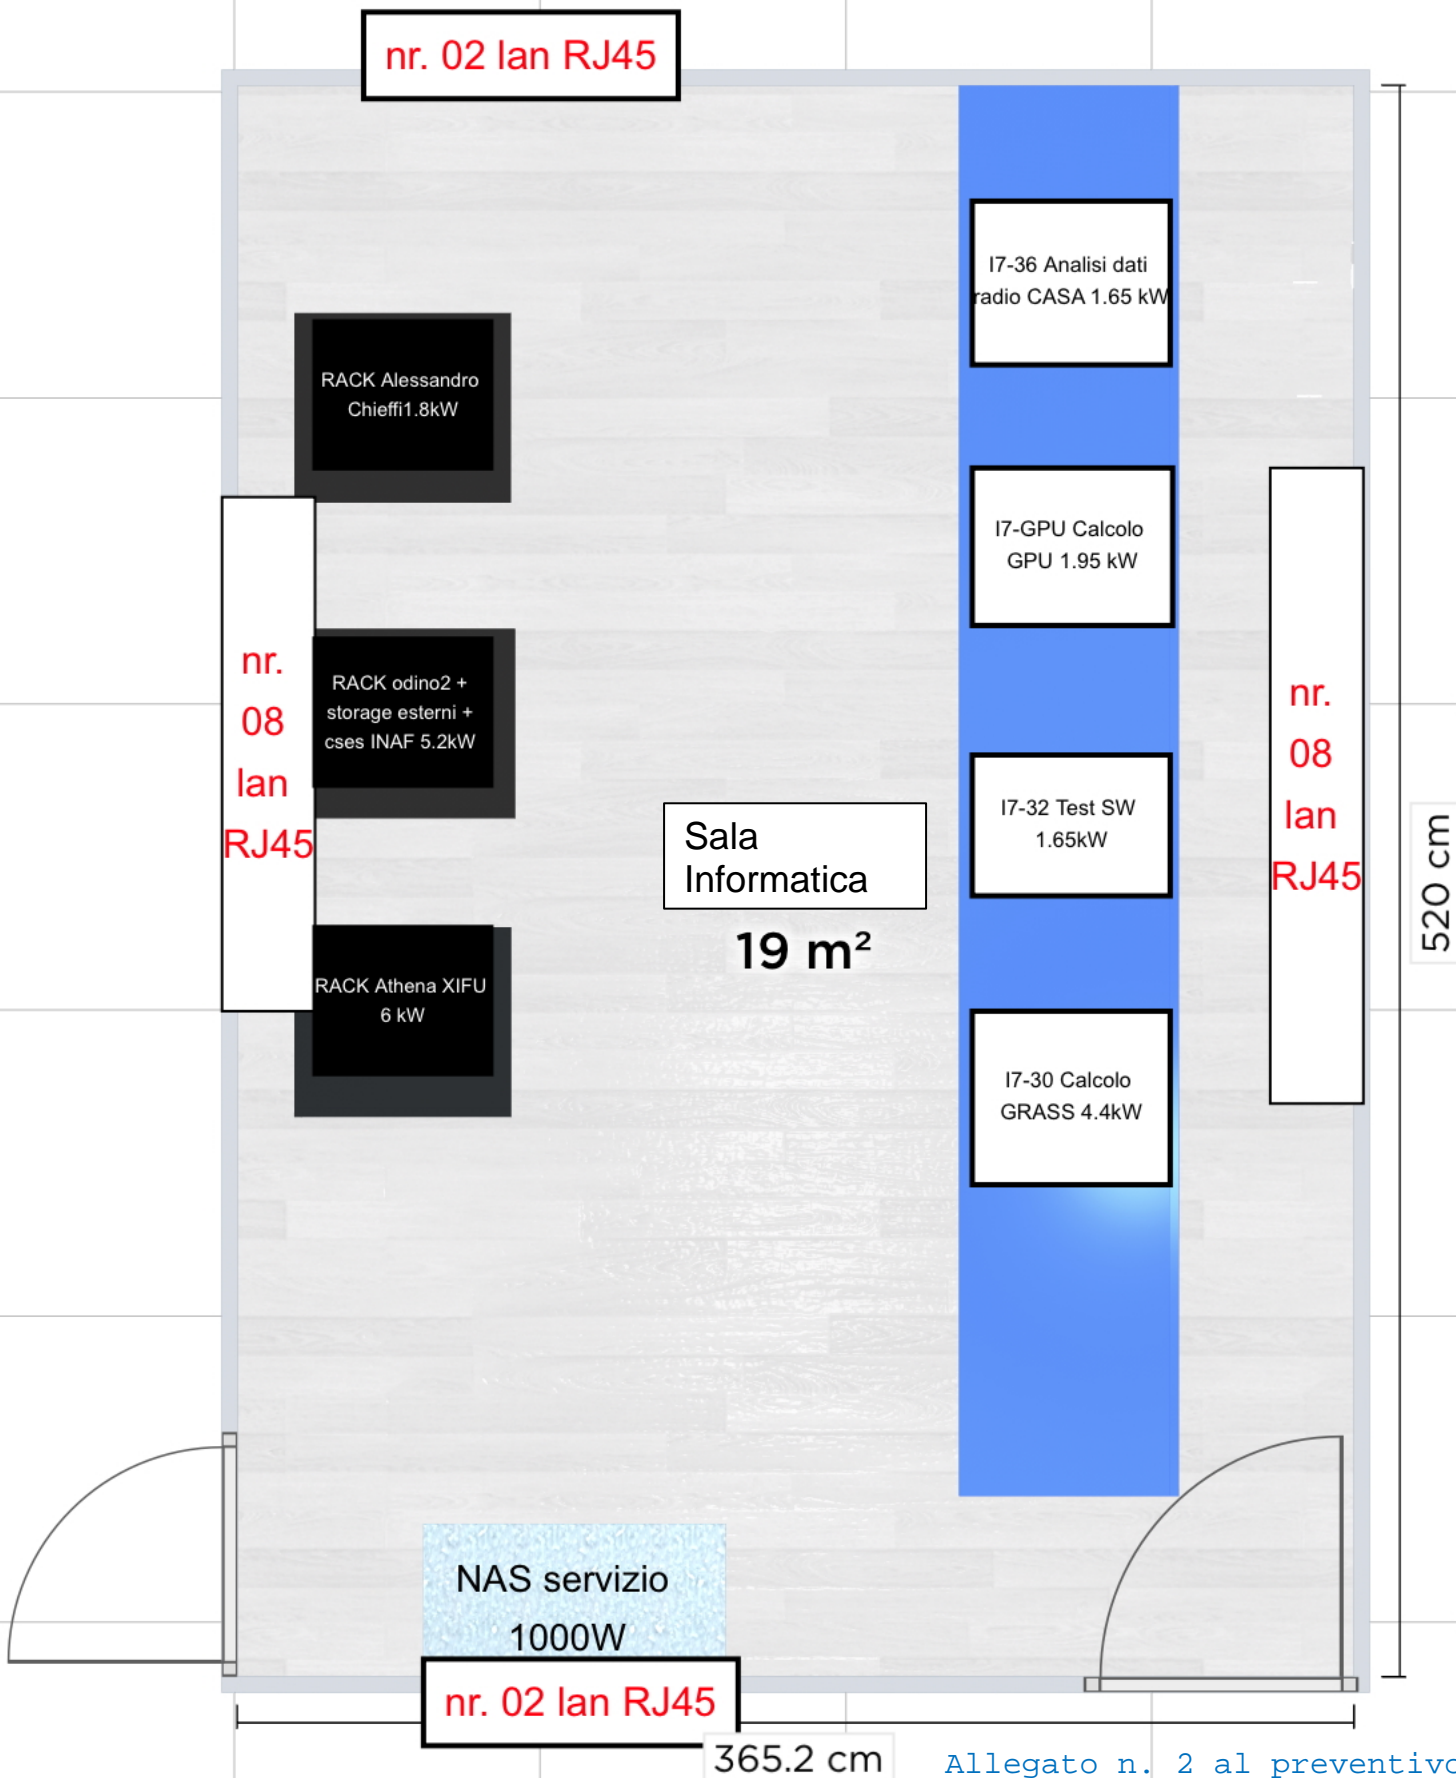 nr. 02 lan RJ45
I7-36 Analisi dati
radio CASA 1.65 kW
RACK Alessandro
Chieffi1.8kW
I7-GPU Calcolo
GPU 1.95 kW
nr.
08
lan
RJ45
RACK odino2 +
storage esterni +
cses INAF 5.2kW
nr.
08
lan
RJ45
I7-32 Test SW
1.65kW
Sala
Informatica
19 m²
520 cm
RACK Athena XIFU
6 kW
I7-30 Calcolo
GRASS 4.4kW
NAS servizio
1000W
nr. 02 lan RJ45
365.2 cm
Allegato n. 2 al preventivo